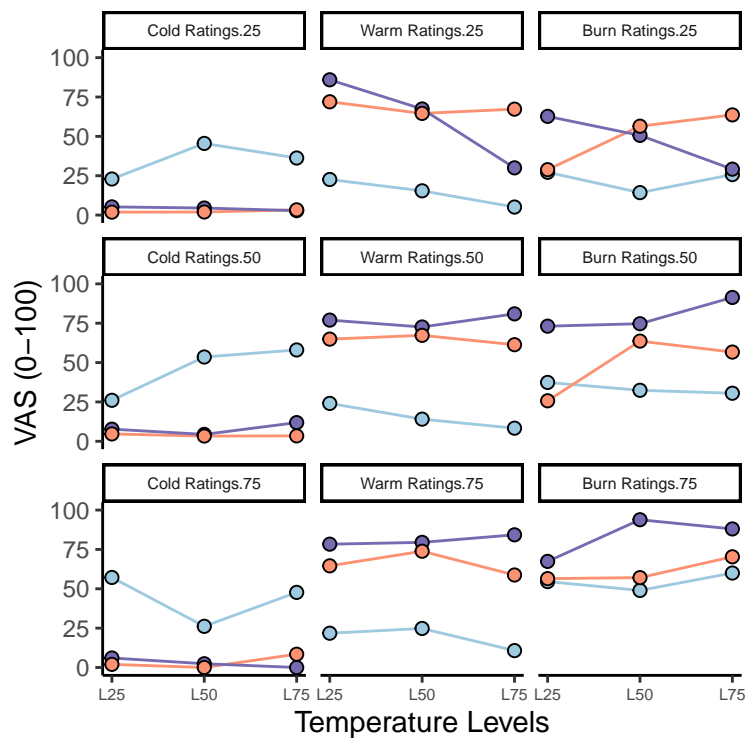 Cold Ratings.25
Warm Ratings.25
Burn Ratings.25
100
75
50
25
0
Cold Ratings.50
Warm Ratings.50
Burn Ratings.50
100
75
50
25
0
Cold Ratings.75
Warm Ratings.75
Burn Ratings.75
100
75
50
25
0
VAS (0−100)
L25 L50 L75 L25 L50 L75 L25 L50 L75
Temperature Levels